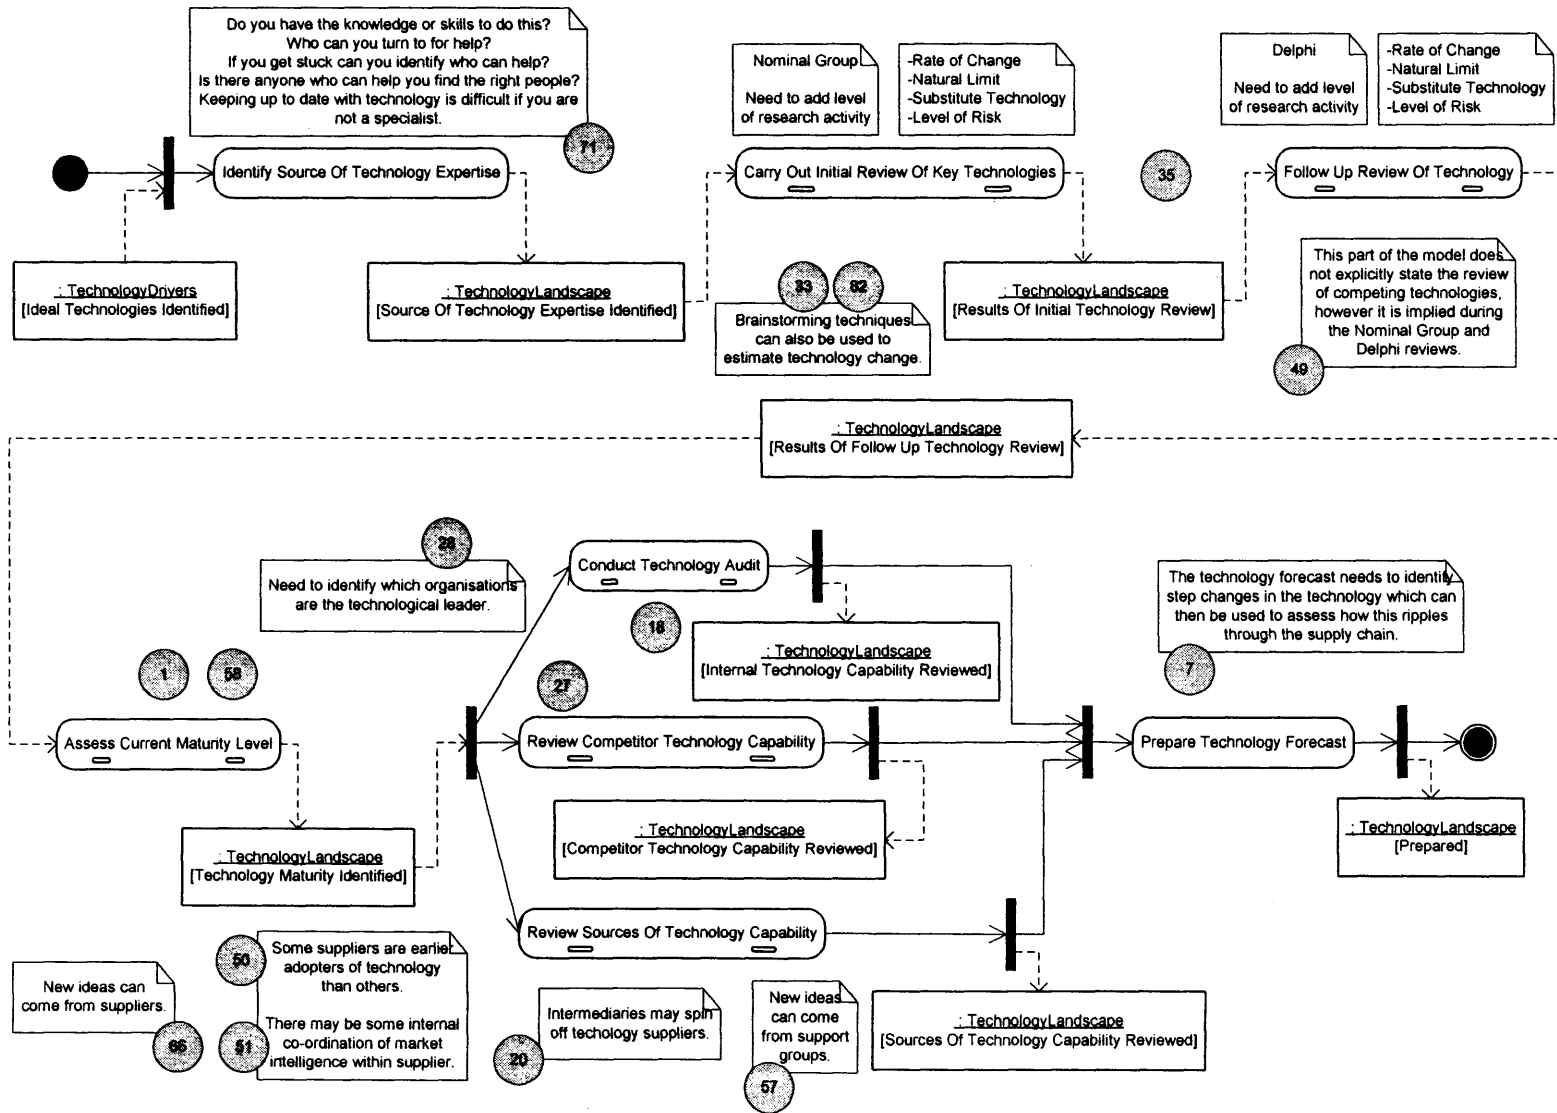 Do you have the knowledge or skills to do this?
Who can you turn to for help?
If you get stuck can you identify who can help?
Is there anyone who can help you find the right people?
Keeping up to date with technology is difficult if you are
not a specialist.
71
Nominal Group
Need to add level
of research activity
-Rate of Change
-Natural Limit
-Substitute Technology
-Level of Risk
Delphi
Need to add level
of research activity
-Rate of Change
-Natural Limit
-Substitute Technology
-Level of Risk
Identify Source Of Technology Expertise
Carry Out Initial Review Of Key Technologies
35
Follow Up Review Of Technology
: TechnologyDrivers
[Ideal Technologies Identified]
: TechnologyLandscape
[Source Of Technology Expertise Identified]
33
82
Brainstorming techniques
can also be used to
estimate technology change.
: TechnologyLandscape
[Results Of Initial Technology Review]
This part of the model does
not explicitly state the review
of competing technologies,
however it is implied during
the Nominal Group and
Delphi reviews.
49
: TechnologyLandscape
[Results Of Follow Up Technology Review]
28
Need to identify which organisations
are the technological leader.
Conduct Technology Audit
18
: TechnologyLandscape
[Internal Technology Capability Reviewed]
The technology forecast needs to identify
step changes in the technology which can
then be used to assess how this ripples
through the supply chain.
7
1
58
27
Assess Current Maturity Level
Review Competitor Technology Capability
Prepare Technology Forecast
: TechnologyLandscape
[Technology Maturity Identified]
: TechnologyLandscape
[Competitor Technology Capability Reviewed]
: TechnologyLandscape
[Prepared]
Review Sources Of Technology Capability
New ideas can
come from suppliers.
66
50
Some suppliers are earlier
adopters of technology
than others.
51
There may be some internal
co-ordination of market
intelligence within supplier.
Intermediaries may spin
off techology suppliers.
20
New ideas
can come
from support
groups.
57
: TechnologyLandscape
[Sources Of Technology Capability Reviewed]